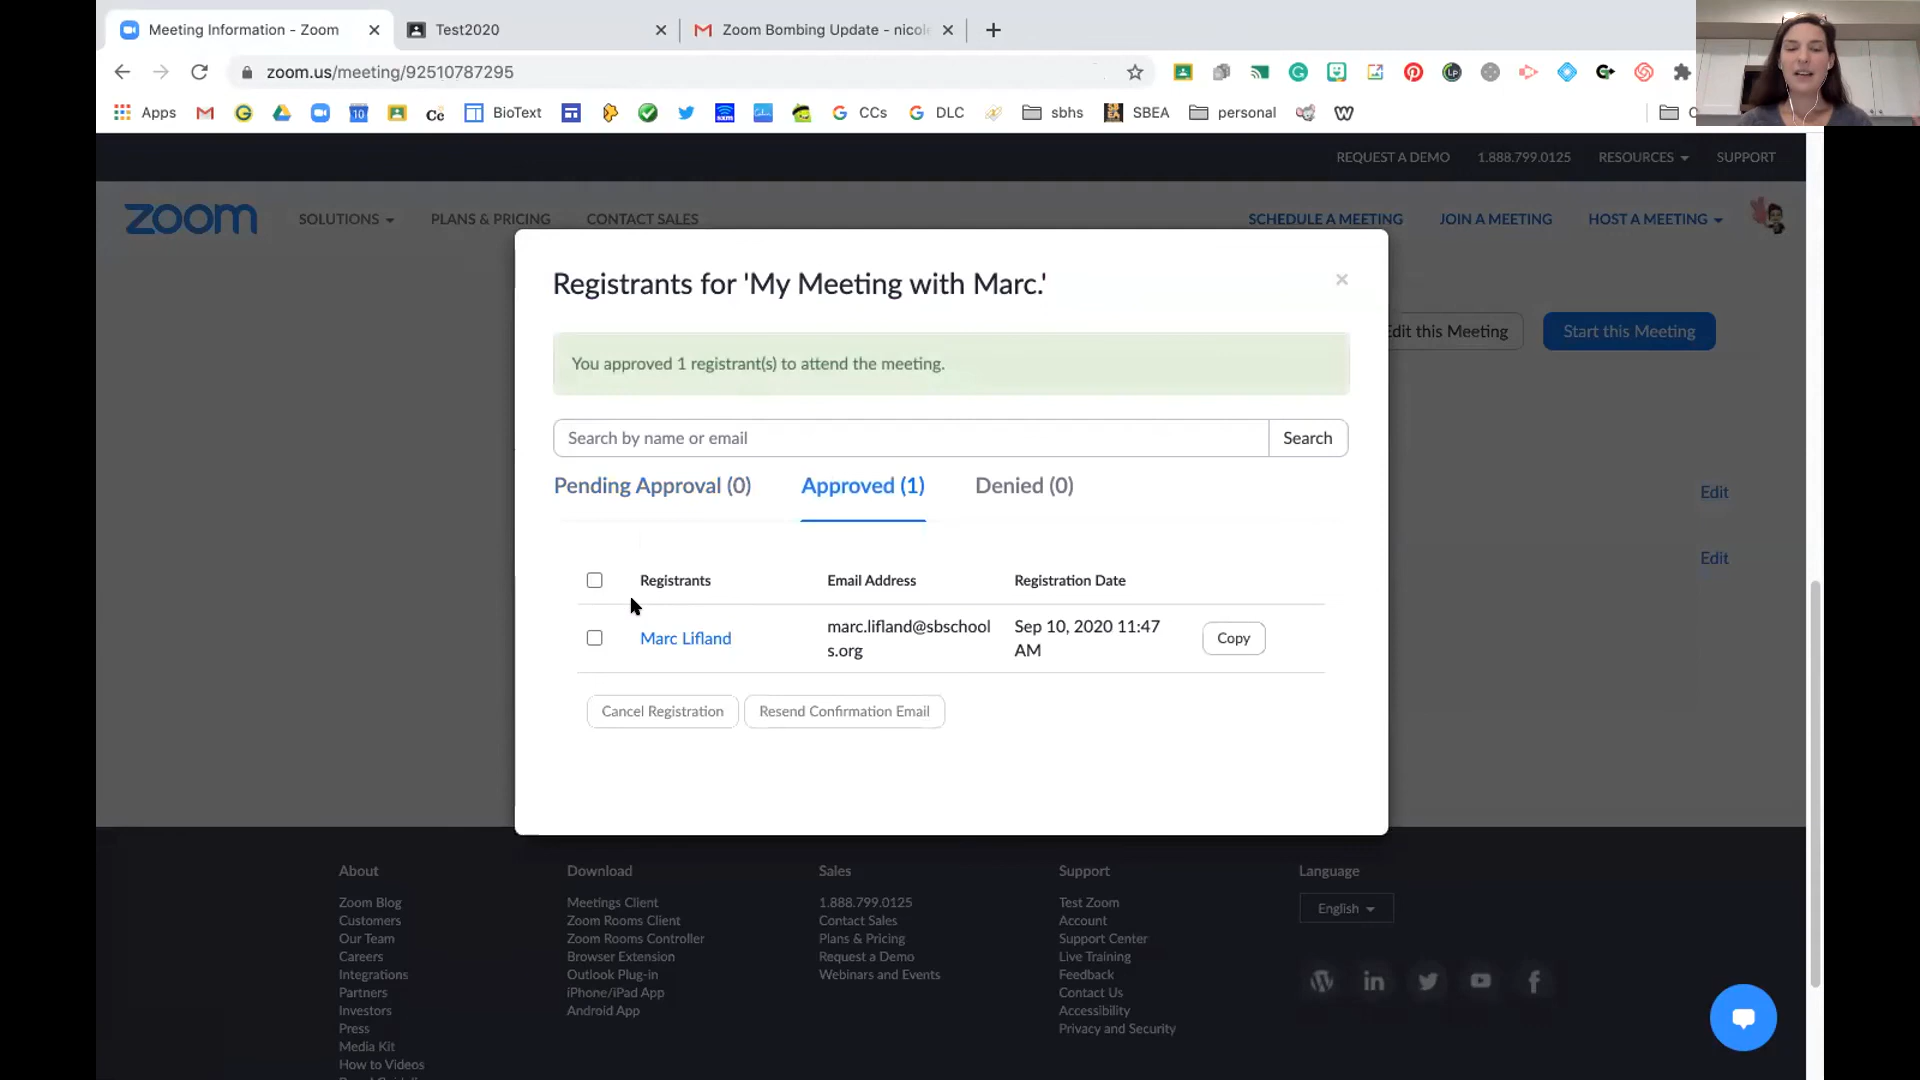 Meeting Information - Zoom
Test2020
Zoom Bombing Update - nicol
zoom.us/meeting/92510787295
Apps
10
Cc
BioText
CCs
DLC
sbhs
SBEA
personal
REQUEST A DEMO 1.888.799.0125 RESOURCES SUPPORT
zoom SOLUTIONS PLANS & PRICING CONTACT SALES SCHEDULE A MEETING JOIN A MEETING HOST A MEETING
Registrants for 'My Meeting with Marc.'
Edit this Meeting Start this Meeting
You approved 1 registrant(s) to attend the meeting.
Search by name or email Search
Pending Approval (0) Approved (1) Denied (0)
Edit
Edit
Registrants Email Address Registration Date
Marc Lifland marc.lifland@sbschool Sep 10, 2020 11:47 Copy
s.org AM
Cancel Registration Resend Confirmation Email
About
Zoom Blog
Customers
Our Team
Careers
Integrations
Partners
Investors
Press
Media Kit
How to Videos
Download
Meetings Client
Zoom Rooms Client
Zoom Rooms Controller
Browser Extension
Outlook Plug-in
iPhone/iPad App
Android App
Sales
1.888.799.0125
Contact Sales
Plans & Pricing
Request a Demo
Webinars and Events
Support
Test Zoom
Account
Support Center
Live Training
Feedback
Contact Us
Accessibility
Privacy and Security
Language
English